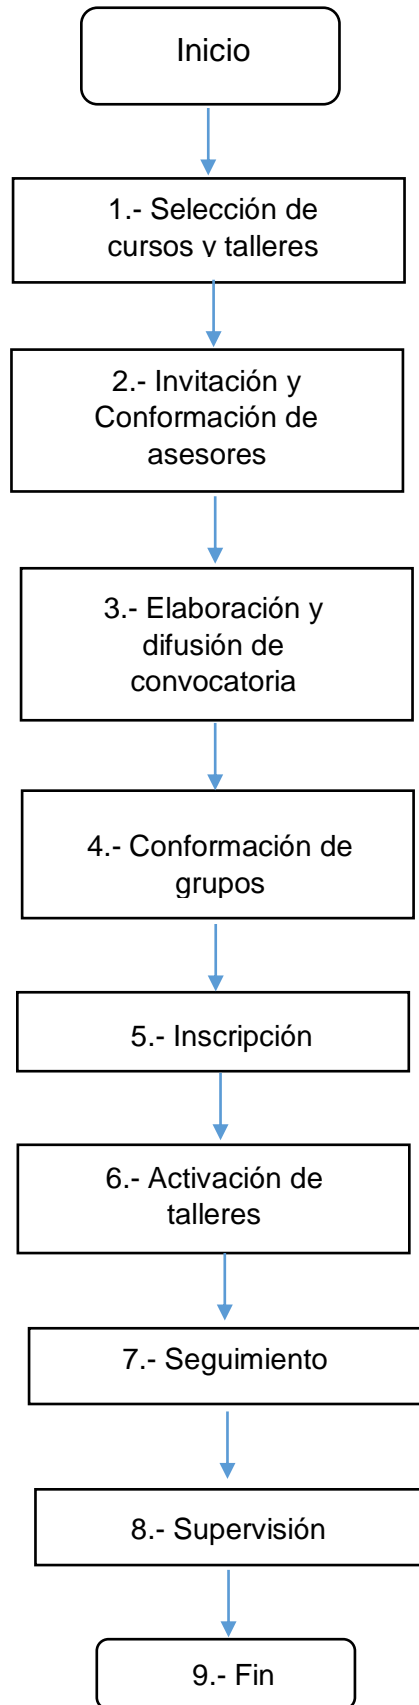 Inicio
1.- Selección de
cursos y talleres
2.- Invitación y
Conformación de
asesores
3.- Elaboración y
difusión de
convocatoria
4.- Conformación de
grupos
5.- Inscripción
6.- Activación de
talleres
7.- Seguimiento
8.- Supervisión
9.- Fin